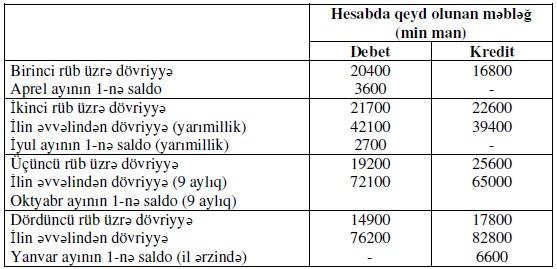 Hesabda qeyd olunan məbləğ
(min man)
Debet Kredit
Birinci rüb üzrə dövriyyə 20400 16800
Aprel ayının 1-nə saldo 3600 -
İkinci rüb üzrə dövriyyə 21700 22600
İlin əvvəlindən dövriyyə (yarımillik) 42100 39400
İyul ayının 1-nə saldo (yarımillik) 2700 -
Üçüncü rüb üzrə dövriyyə 19200 25600
İlin əvvəlindən dövriyyə (9 aylıq) 72100 65000
Oktyabr ayının 1-nə saldo (9 aylıq)
Dördüncü rüb üzrə dövriyyə 14900 17800
İlin əvvəlindən dövriyyə 76200 82800
Yanvar ayının 1-nə saldo (il ərzində) - 6600